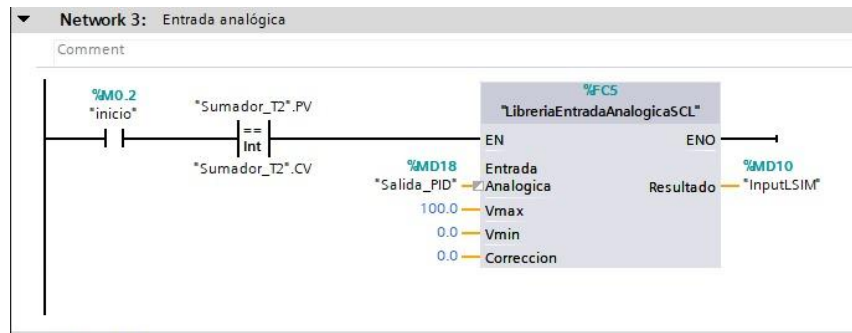 Network 3: Entrada analógica
Comment
%M0.2
"inicio"
"Sumador_T2".PV
==
Int
"Sumador_T2".CV
%FC5
"LibreriaEntradaAnalogicaSCL"
EN ENO
%MD18
"Salida_PID"
Entrada
Analogica
Resultado
%MD10
"InputLSIM"
100.0 Vmax
0.0 Vmin
0.0 Correccion